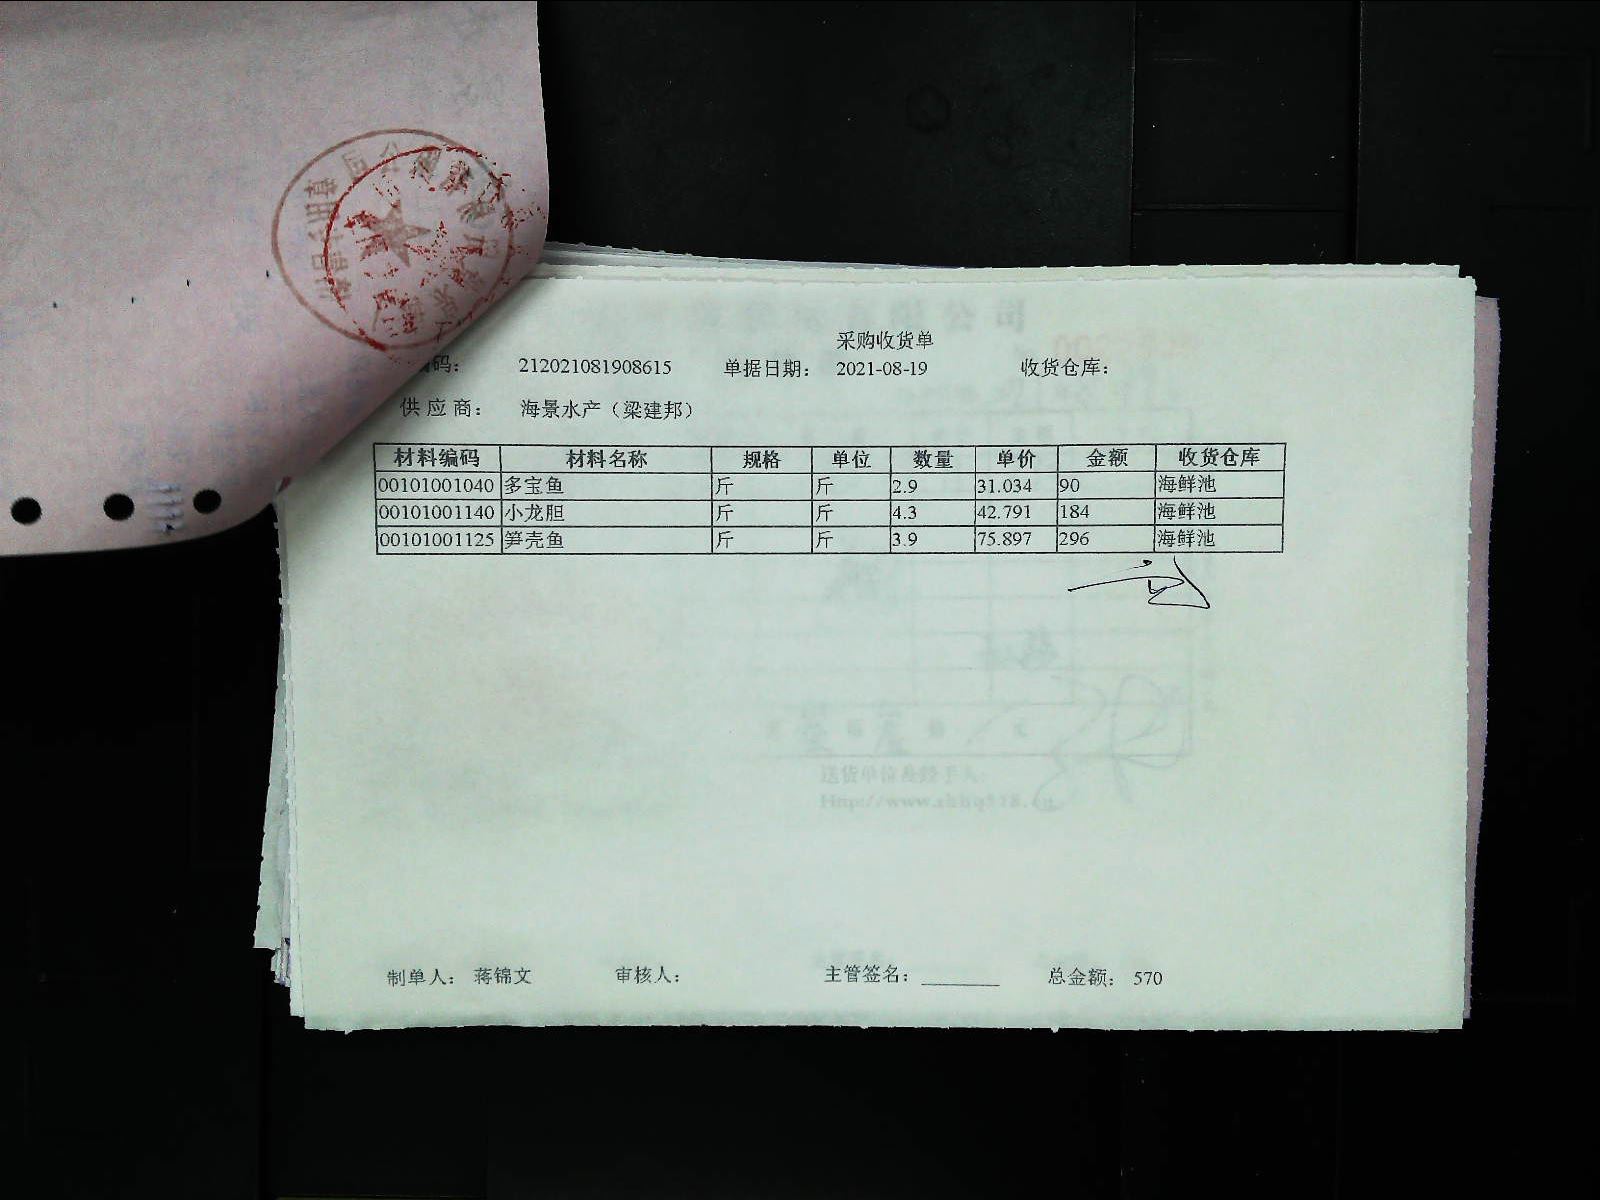 采购收货单
码： 212021081908615 单据日期： 2021-08-19 收货仓库：
供应商： 海景水产（梁建邦）
材料编码 材料名称 规格 单位 数量 单价 金额 收货仓库
00101001040 多宝鱼 斤 斤 2.9 31.034 90 海鲜池
00101001140 小龙胆 斤 斤 4.3 42.791 184 海鲜池
00101001125 笋壳鱼 斤 斤 3.9 75.897 296 海鲜池
制单人： 蒋锦文 审核人： 主管签名： ________ 总金额： 570